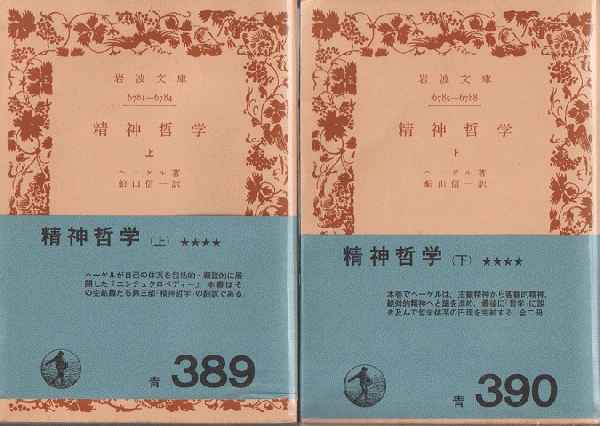 岩波文庫
6781—6784
精神哲学
上
ヘーゲル著
船山信一訳
精神哲学(上) ★★★★
ヘーゲルが自己の体系を包括的・概説的に展
開した『エンチュクロペディー』。本書はそ
の完結篇たる第三部「精神哲学」の翻訳である.
青 389
岩波文庫
6785—6788
精神哲学
下
ヘーゲル著
船山信一訳
精神哲学(下) ★★★★
本巻でヘーゲルは、主観精神から客観的精神,
絶対的精神へと論を進め、最後に「哲学」に説
き及んで哲学体系の円環を完結する. 全二冊
青 390